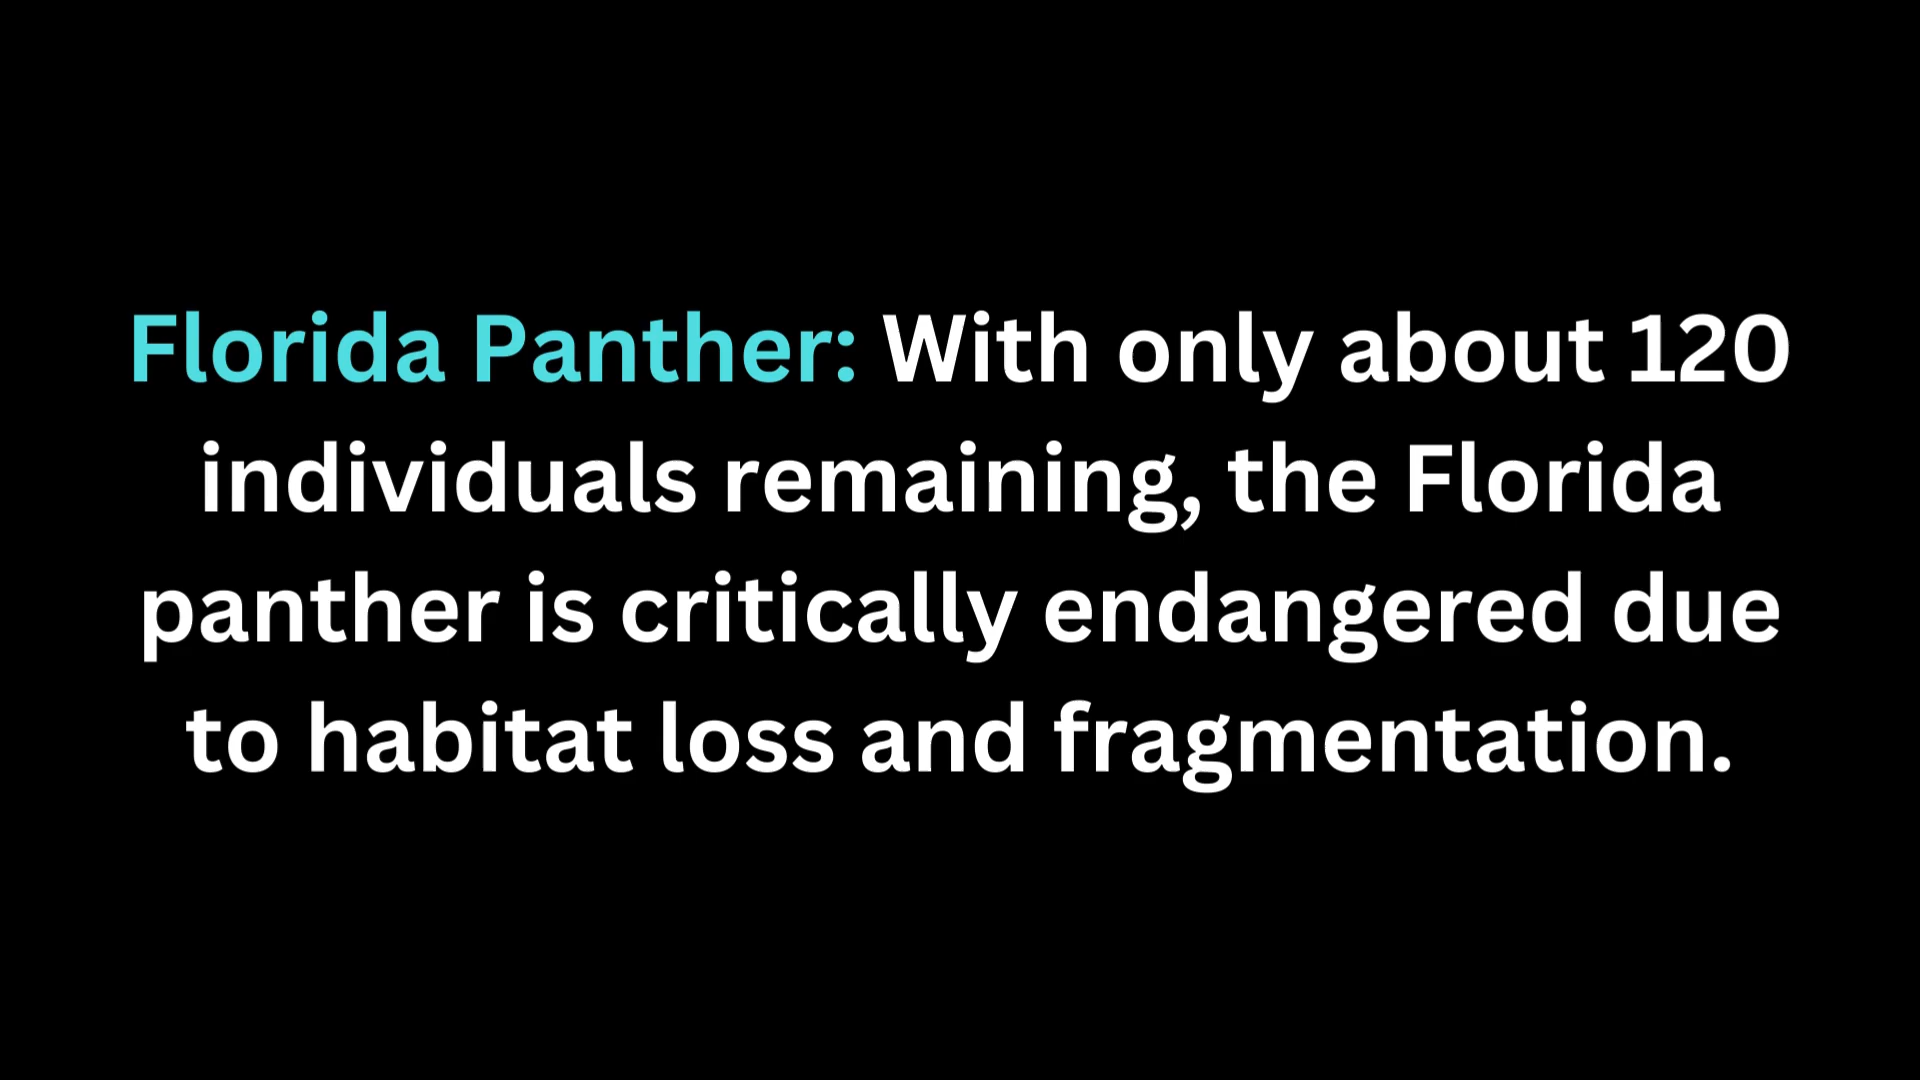 Florida Panther: With only about 120
individuals remaining, the Florida
panther is critically endangered due
to habitat loss and fragmentation.